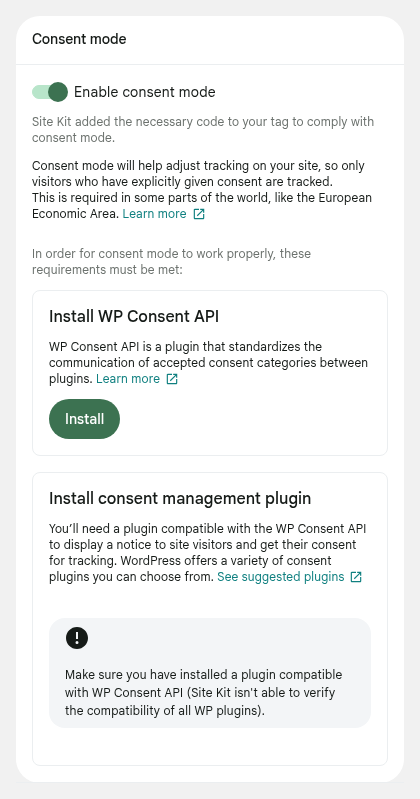 Consent mode
Enable consent mode
Site Kit added the necessary code to your tag to comply with
consent mode.
Consent mode will help adjust tracking on your site, so only
visitors who have explicitly given consent are tracked.
This is required in some parts of the world, like the European
Economic Area. Learn more
In order for consent mode to work properly, these
requirements must be met:
Install WP Consent API
WP Consent API is a plugin that standardizes the
communication of accepted consent categories between
plugins. Learn more
Install
Install consent management plugin
You’ll need a plugin compatible with the WP Consent API
to display a notice to site visitors and get their consent
for tracking. WordPress offers a variety of consent
plugins you can choose from. See suggested plugins
Make sure you have installed a plugin compatible
with WP Consent API (Site Kit isn't able to verify
the compatibility of all WP plugins).